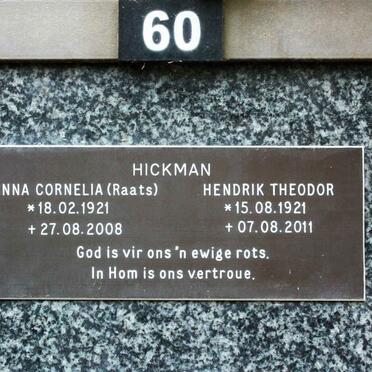 60
HICKMAN
NNA CORNELIA (Raats) HENDRIK THEODOR
*18.02.1921 *15.08.1921
+27.08.2008 +07.08.2011
God is vir ons 'n ewige rots.
In Hom is ons vertroue.